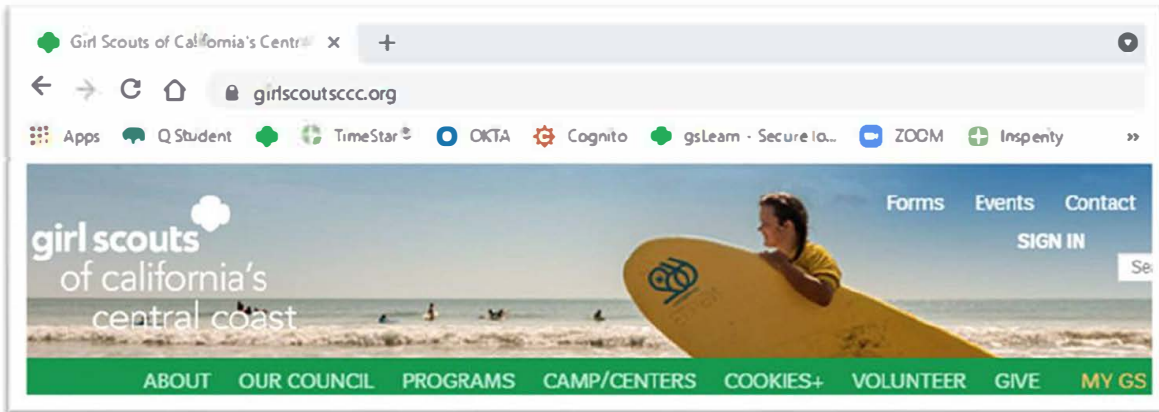 Girl Scouts of California's Centr
girlscoutsccc.org
Apps Q Student TimeStar OKTA Cognito gsLearn - Secure lo... ZOOM Insperity »
Forms Events Contact
SIGN IN
Se
girl scouts
of california's
central coast
ABOUT OUR COUNCIL PROGRAMS CAMP/CENTERS COOKIES+ VOLUNTEER GIVE MY GS